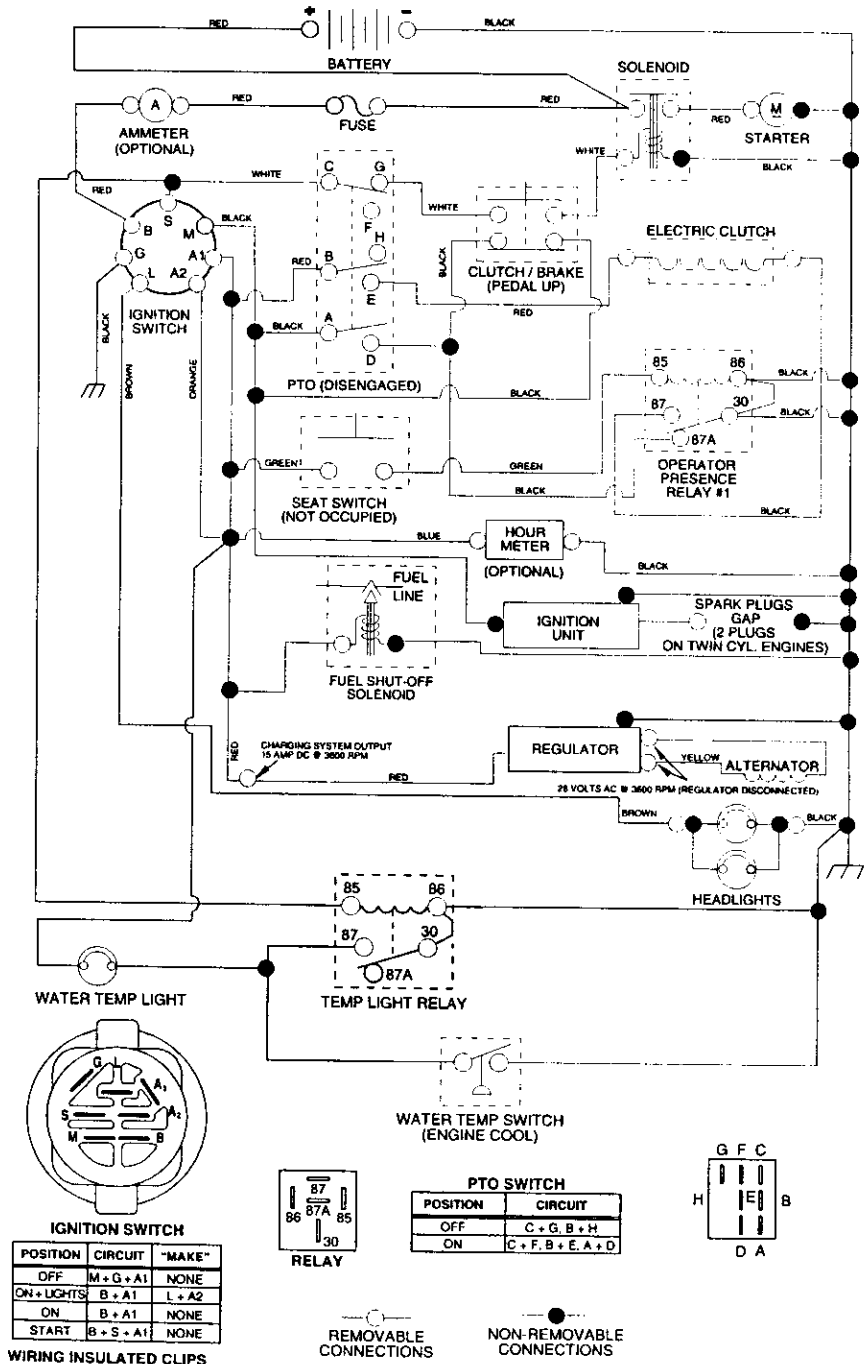 +
-
RED
BLACK
BATTERY
SOLENOID
A
RED
RED
M
RED
AMMETER
(OPTIONAL)
FUSE
STARTER
WHITE
BLACK
C
G
RED
WHITE
S
BLACK
WHITE
B
M
F
G
A1
H
ELECTRIC CLUTCH
L
A2
RED
B
BLACK
CLUTCH / BRAKE
(PEDAL UP)
IGNITION
SWITCH
E
RED
BLACK
A
BLACK
BROWN
ORANGE
D
85
86
PTO (DISENGAGED)
BLACK
BLACK
87
30
BLACK
87A
GREEN
GREEN
OPERATOR
PRESENCE
RELAY #1
SEAT SWITCH
(NOT OCCUPIED)
BLACK
BLACK
BLUE
HOUR
METER
(OPTIONAL)
BLACK
FUEL
LINE
SPARK PLUGS
GAP
(2 PLUGS
ON TWIN CYL. ENGINES)
IGNITION
UNIT
FUEL SHUT-OFF
SOLENOID
RED
CHARGING SYSTEM OUTPUT
15 AMP DC @ 3600 RPM
RED
REGULATOR
YELLOW
ALTERNATOR
28 VOLTS AC @ 3600 RPM (REGULATOR DISCONNECTED)
BROWN
BLACK
HEADLIGHTS
85
86
87
30
87A
TEMP LIGHT RELAY
WATER TEMP LIGHT
WATER TEMP SWITCH
(ENGINE COOL)
G
L
A1
S
A2
M
B
IGNITION SWITCH
POSITION CIRCUIT "MAKE"
OFF M + G + A1 NONE
ON + LIGHTS B + A1 L + A2
ON B + A1 NONE
START B + S + A1 NONE
WIRING INSULATED CLIPS
87
87A
86 85
30
RELAY
PTO SWITCH
POSITION CIRCUIT
OFF C + G, B + H
ON C + F, B + E, A + D
G F C
H E B
D A
REMOVABLE
CONNECTIONS
NON-REMOVABLE
CONNECTIONS